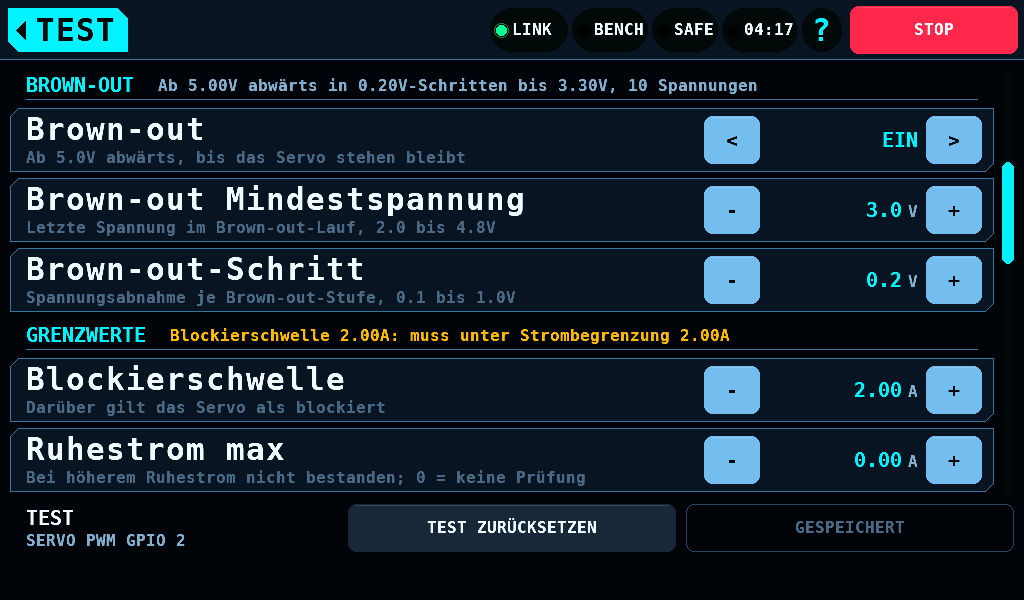 TEST
LINK
BENCH
SAFE
04:17
?
STOP
BROWN-OUT Ab 5.00V abwärts in 0.20V-Schritten bis 3.30V, 10 Spannungen
Brown-out
Ab 5.0V abwärts, bis das Servo stehen bleibt
<
EIN
>
Brown-out Mindestspannung
Letzte Spannung im Brown-out-Lauf, 2.0 bis 4.8V
-
3.0 V
+
Brown-out-Schritt
Spannungsabnahme je Brown-out-Stufe, 0.1 bis 1.0V
-
0.2 V
+
GRENZWERTE Blockierschwelle 2.00A: muss unter Strombegrenzung 2.00A
Blockierschwelle
Darüber gilt das Servo als blockiert
-
2.00 A
+
Ruhestrom max
Bei höherem Ruhestrom nicht bestanden; 0 = keine Prüfung
-
0.00 A
+
TEST
SERVO PWM GPIO 2
TEST ZURÜCKSETZEN
GESPEICHERT